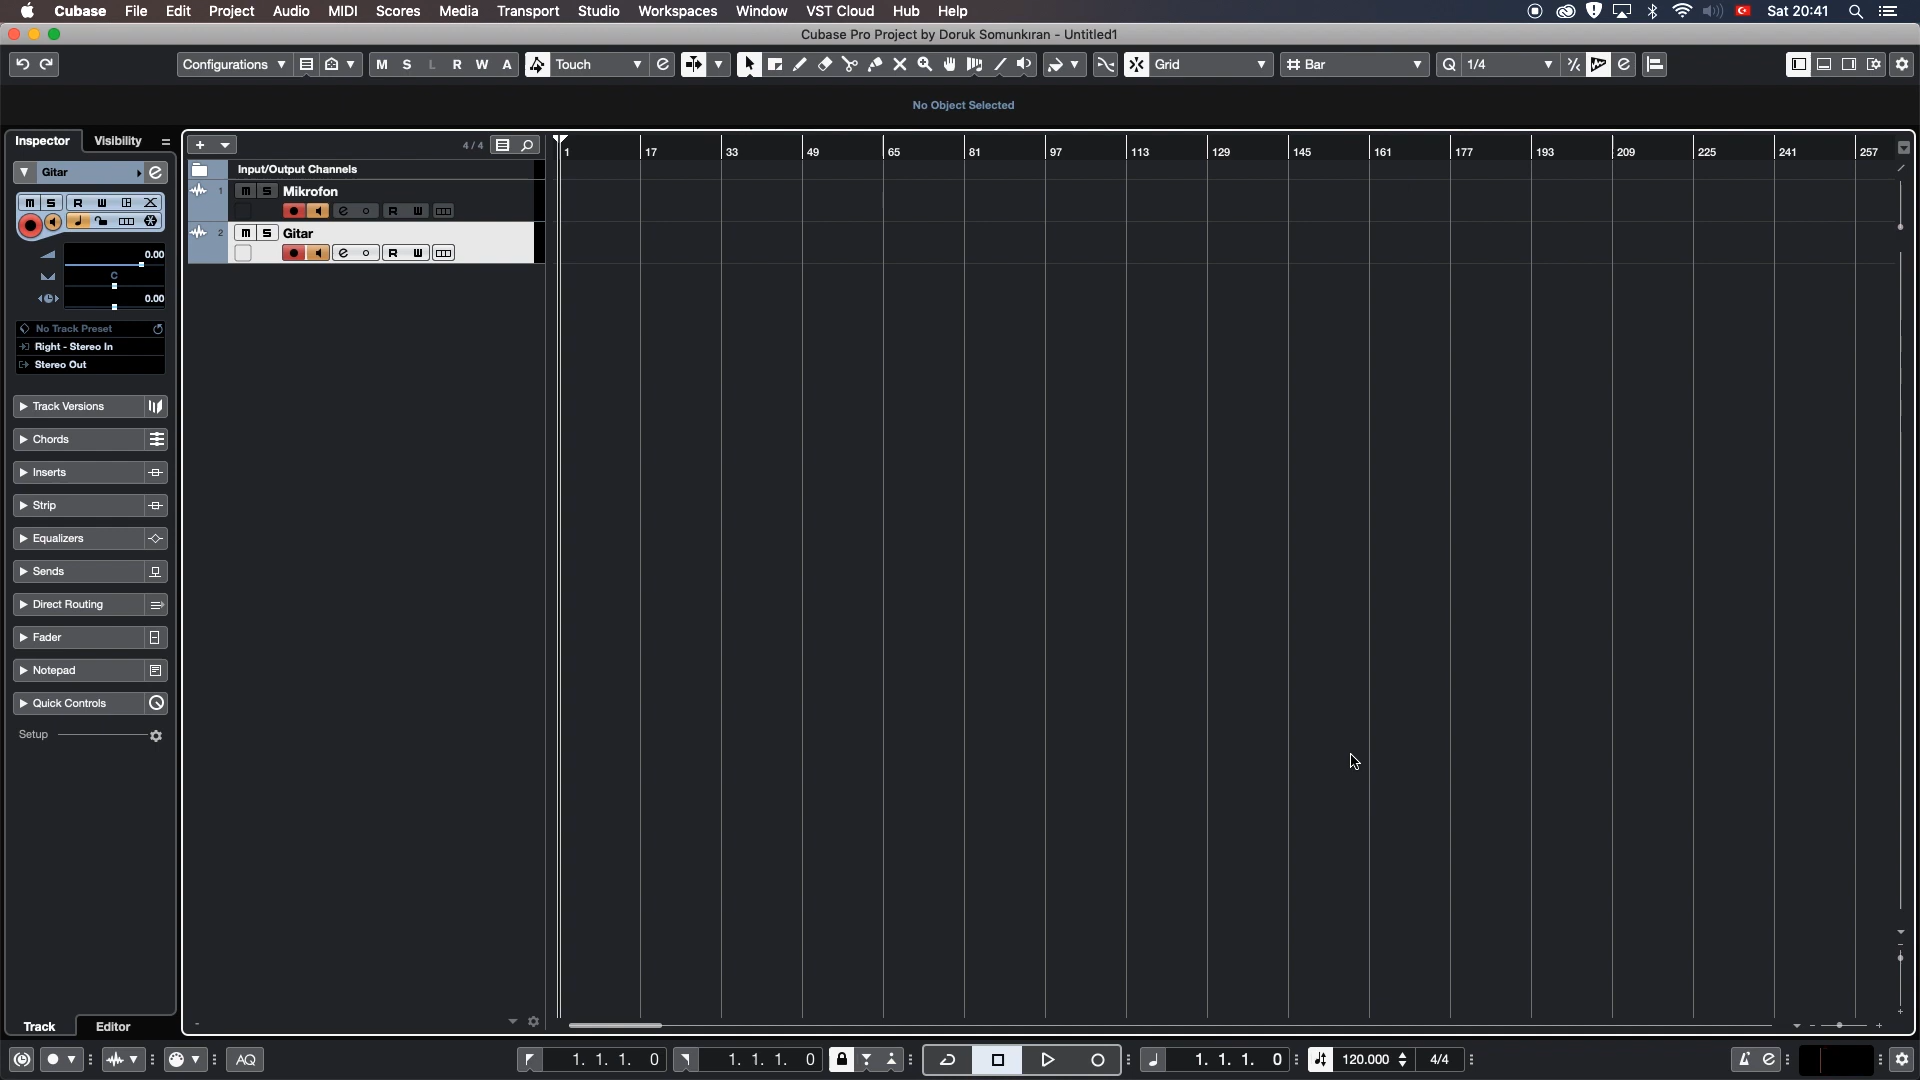 Cubase File Edit Project Audio MIDI Scores Media Transport Studio Workspaces Window VST Cloud Hub Help Sat 20:41
Cubase Pro Project by Doruk Somunkıran - Untitled1
Configurations M S L R W A Touch Grid Bar Q 1/4
No Object Selected
Inspector Visibility
4 / 4
1 17 33 49 65 81 97 113 129 145 161 177 193 209 225 241 257
Gitar
Input/Output Channels
1 m S Mikrofon
R W
2 m S Gitar
R W
m S R W
0.00
C
0.00
No Track Preset
Right - Stereo In
Stereo Out
Track Versions
Chords
Inserts
Strip
Equalizers
Sends
Direct Routing
Fader
Notepad
Quick Controls
Setup
Track Editor
AQ 1. 1. 1. 0 1. 1. 1. 0 1. 1. 1. 0 120.000 4/4